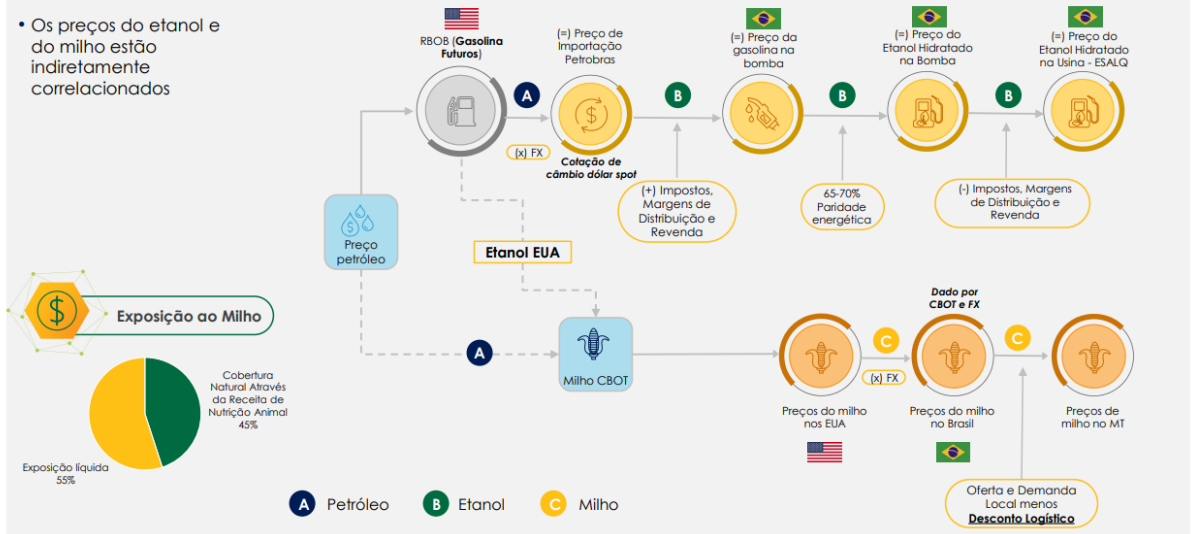 • Os preços do etanol e
do milho estão
indiretamente
correlacionados
RBOB (Gasolina
Futuros)
(=) Preço de
Importação
Petrobras
(=) Preço da
gasolina na
bomba
(=) Preço do
Etanol Hidratado
na Bomba
(=) Preço do
Etanol Hidratado
na Usina - ESALQ
A
B
B
B
(x) FX
Cotação de
câmbio dólar spot
(+) Impostos,
Margens de
Distribuição e
Revenda
65-70%
Paridade
energética
(-) Impostos, Margens
de Distribuição e
Revenda
Preço
petróleo
Etanol EUA
A
Milho CBOT
Dado por
CBOT e FX
C
(x) FX
C
Preços do milho
nos EUA
Preços do milho
no Brasil
Preços de
milho no MT
Oferta e Demanda
Local menos
Desconto Logístico
$
Exposição ao Milho
Cobertura
Natural Através
da Receita de
Nutrição Animal
45%
Exposição líquida
55%
A Petróleo
B Etanol
C Milho